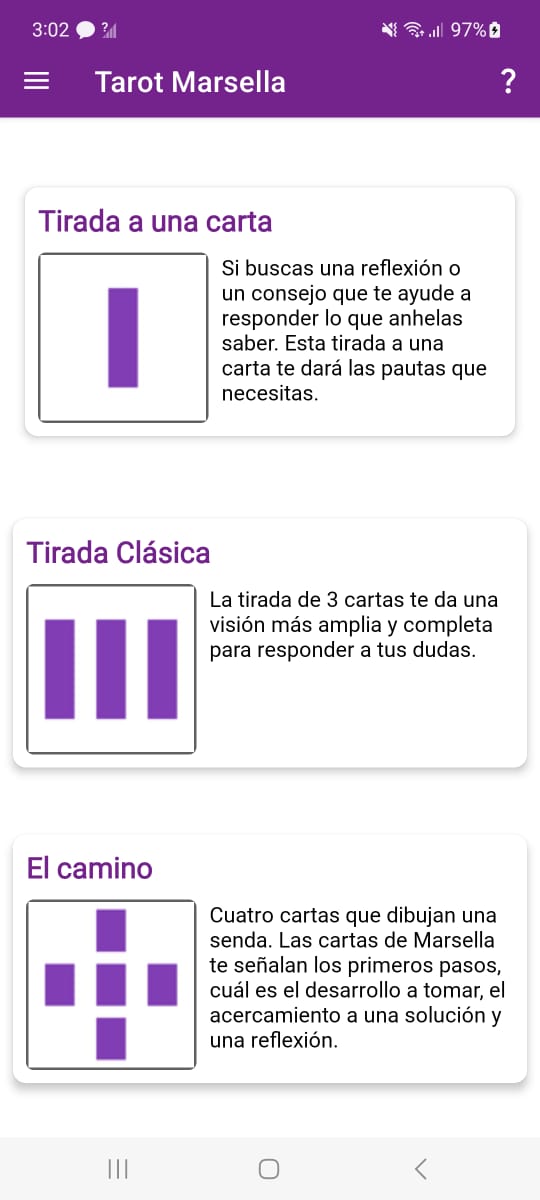 3:02
97%
Tarot Marsella
?
Tirada a una carta
Si buscas una reflexión o
un consejo que te ayude a
responder lo que anhelas
saber. Esta tirada a una
carta te dará las pautas que
necesitas.
Tirada Clásica
La tirada de 3 cartas te da una
visión más amplia y completa
para responder a tus dudas.
El camino
Cuatro cartas que dibujan una
senda. Las cartas de Marsella
te señalan los primeros pasos,
cuál es el desarrollo a tomar, el
acercamiento a una solución y
una reflexión.